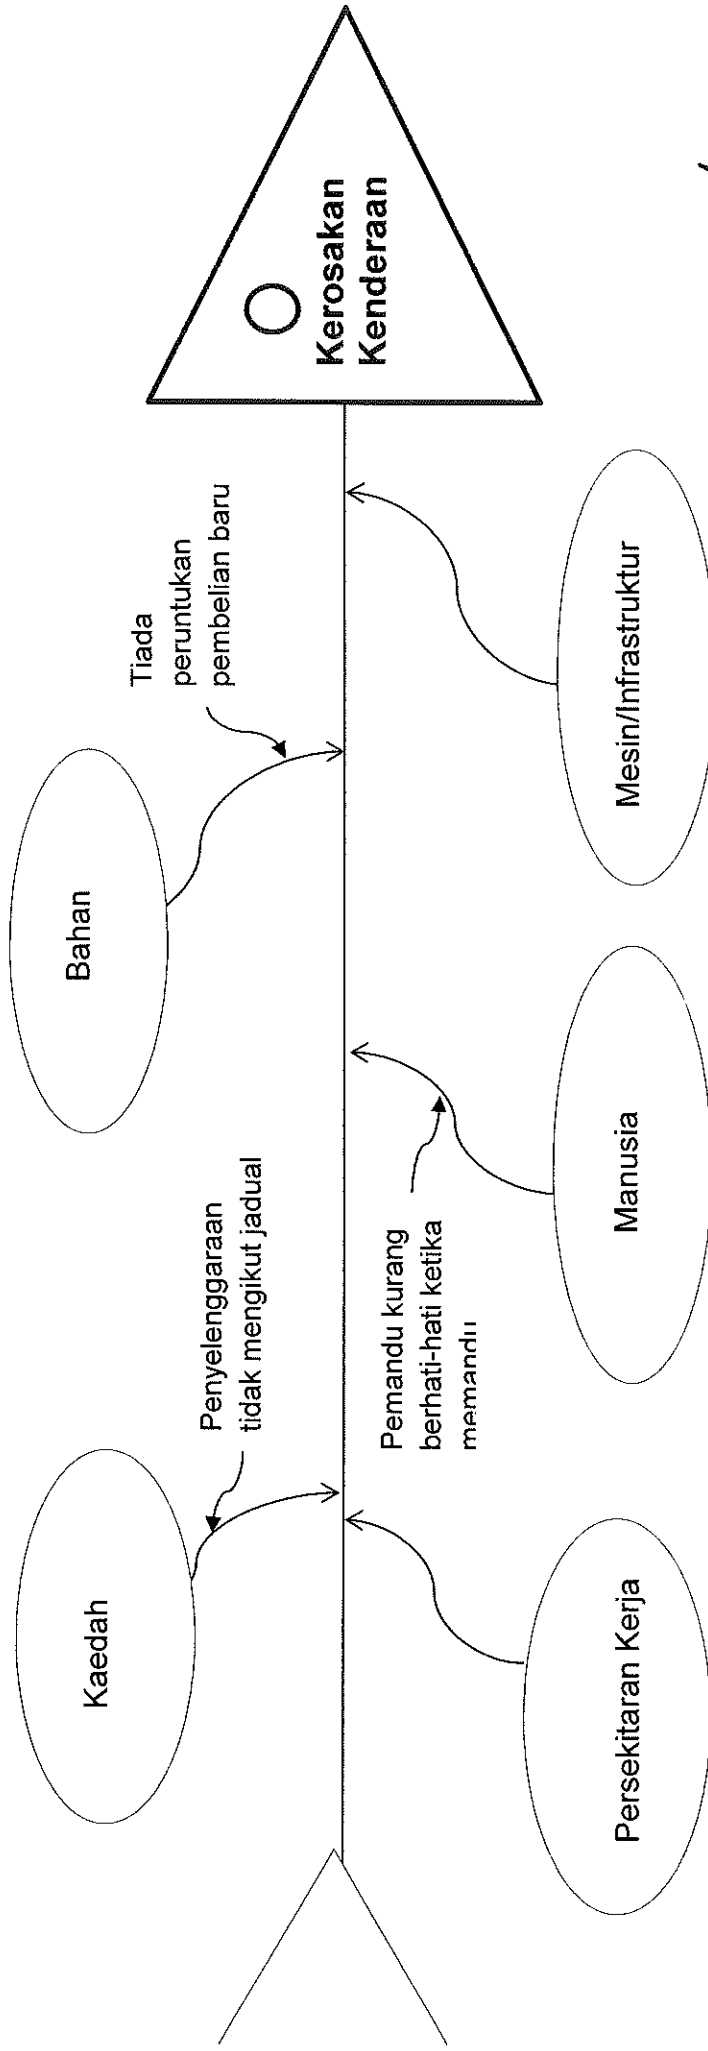 Kaedah
Bahan
Penyelenggaraan
tidak mengikut jadual
Tiada
peruntukan
pembelian baru
Kerosakan
Kenderaan
Pemandu kurang
berhati-hati ketika
memandu
Persekitaran Kerja
Manusia
Mesin/Infrastruktur